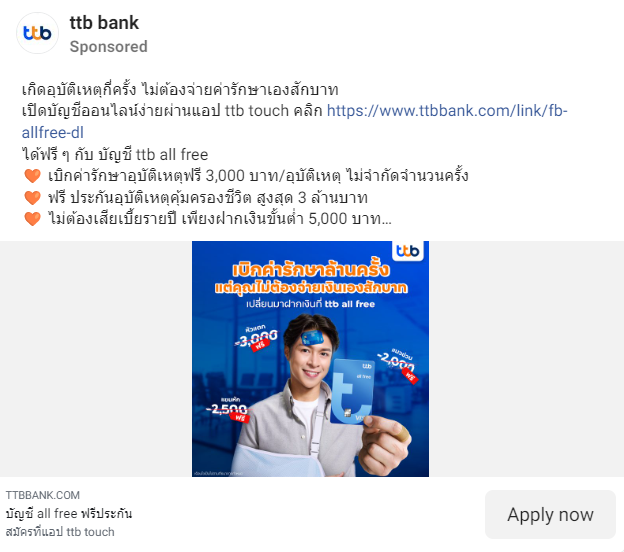 ttb bank
Sponsored
เกิดอุบัติเหตุกี่ครั้ง ไม่ต้องจ่ายค่ารักษาเองสักบาท
เปิดบัญชีออนไลน์ง่ายผ่านแอป ttb touch คลิก https://www.ttbbank.com/link/fb-
allfree-dl
ได้ฟรี ๆ กับ บัญชี ttb all free
🧡 เบิกค่ารักษาอุบัติเหตุฟรี 3,000 บาท/อุบัติเหตุ ไม่จำกัดจำนวนครั้ง
🧡 ฟรี ประกันอุบัติเหตุคุ้มครองชีวิต สูงสุด 3 ล้านบาท
🧡 ไม่ต้องเสียเบี้ยรายปี เพียงฝากเงินขั้นต่ำ 5,000 บาท...
ttb
เบิกค่ารักษาล้านครั้ง
แต่คุณไม่ต้องจ่ายเงินเองสักบาท
เปลี่ยนมาฝากเงินที่ ttb all free
หัวแตก
-3,000
ฟรี
แมวข่วน
-2,000
ฟรี
แขนหัก
-2,500
ฟรี
ttb
all free
TTBBANK.COM
บัญชี all free ฟรีประกัน
สมัครที่แอป ttb touch
Apply now